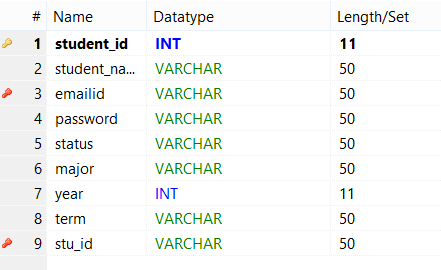 # Name Datatype Length/Set
1 student_id INT 11
2 student_na... VARCHAR 50
3 emailid VARCHAR 50
4 password VARCHAR 50
5 status VARCHAR 50
6 major VARCHAR 50
7 year INT 11
8 term VARCHAR 50
9 stu_id VARCHAR 50